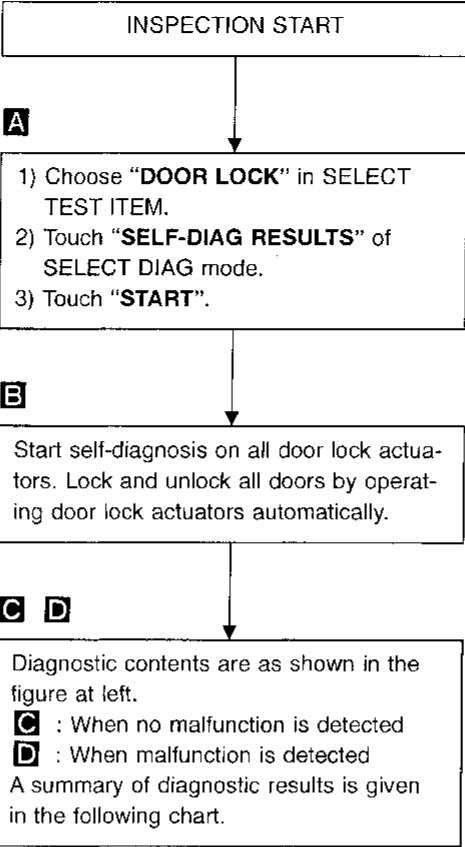 INSPECTION START
A
1) Choose “DOOR LOCK” in SELECT
TEST ITEM.
2) Touch “SELF-DIAG RESULTS” of
SELECT DIAG mode.
3) Touch “START”.
B
Start self-diagnosis on all door lock actua-
tors. Lock and unlock all doors by operat-
ing door lock actuators automatically.
C D
Diagnostic contents are as shown in the
figure at left.
C : When no malfunction is detected
D : When malfunction is detected
A summary of diagnostic results is given
in the following chart.